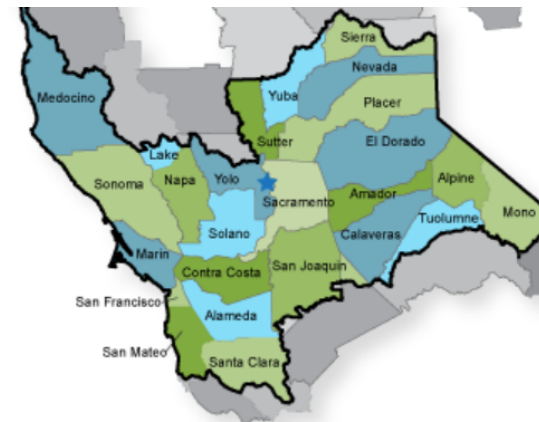 Sierra
Nevada
Medocino
Yuba
Placer
Sutter
El Dorado
Lake
Sonoma
Napa
Yolo
Alpine
Amador
Sacramento
Mono
Tuolumne
Solano
Calaveras
Marin
Contra Costa
San Joaquin
San Francisco
Alameda
San Mateo
Santa Clara